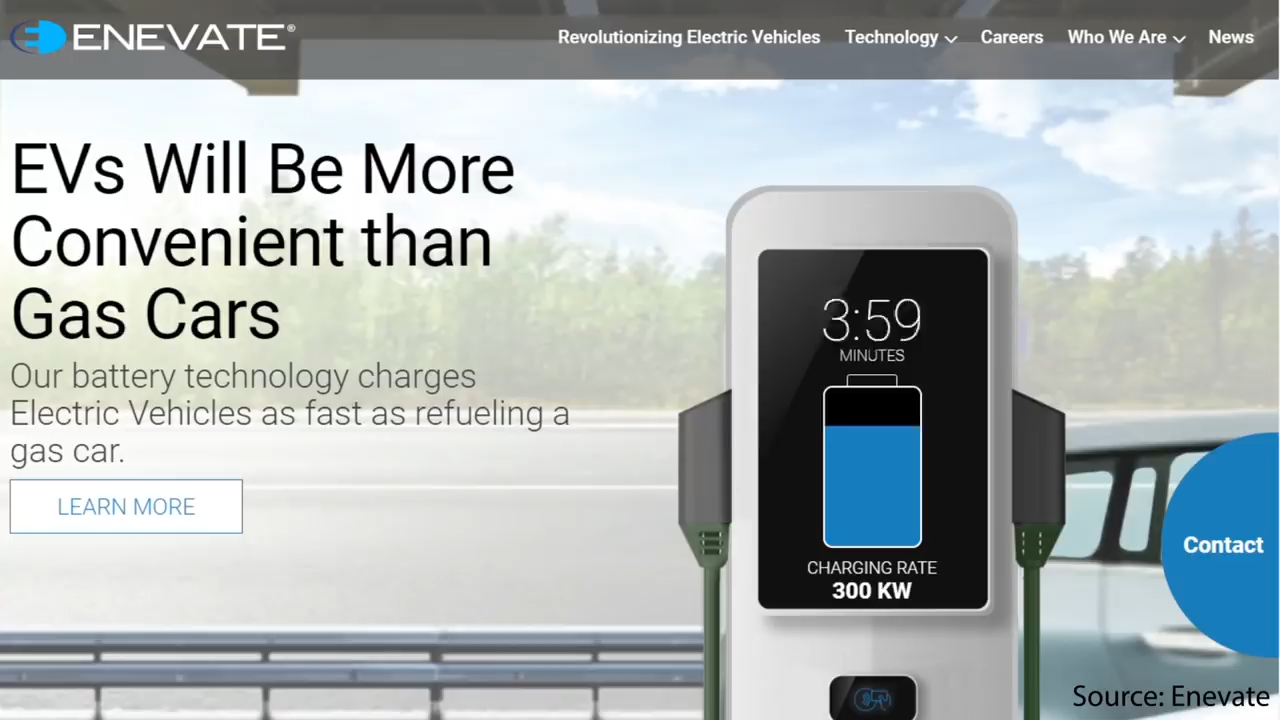 ENEVATE®
Revolutionizing Electric Vehicles Technology Careers Who We Are News
EVs Will Be More
Convenient than
Gas Cars
Our battery technology charges
Electric Vehicles as fast as refueling a
gas car.
LEARN MORE
3:59
MINUTES
CHARGING RATE
300 KW
Contact
Source: Enevate